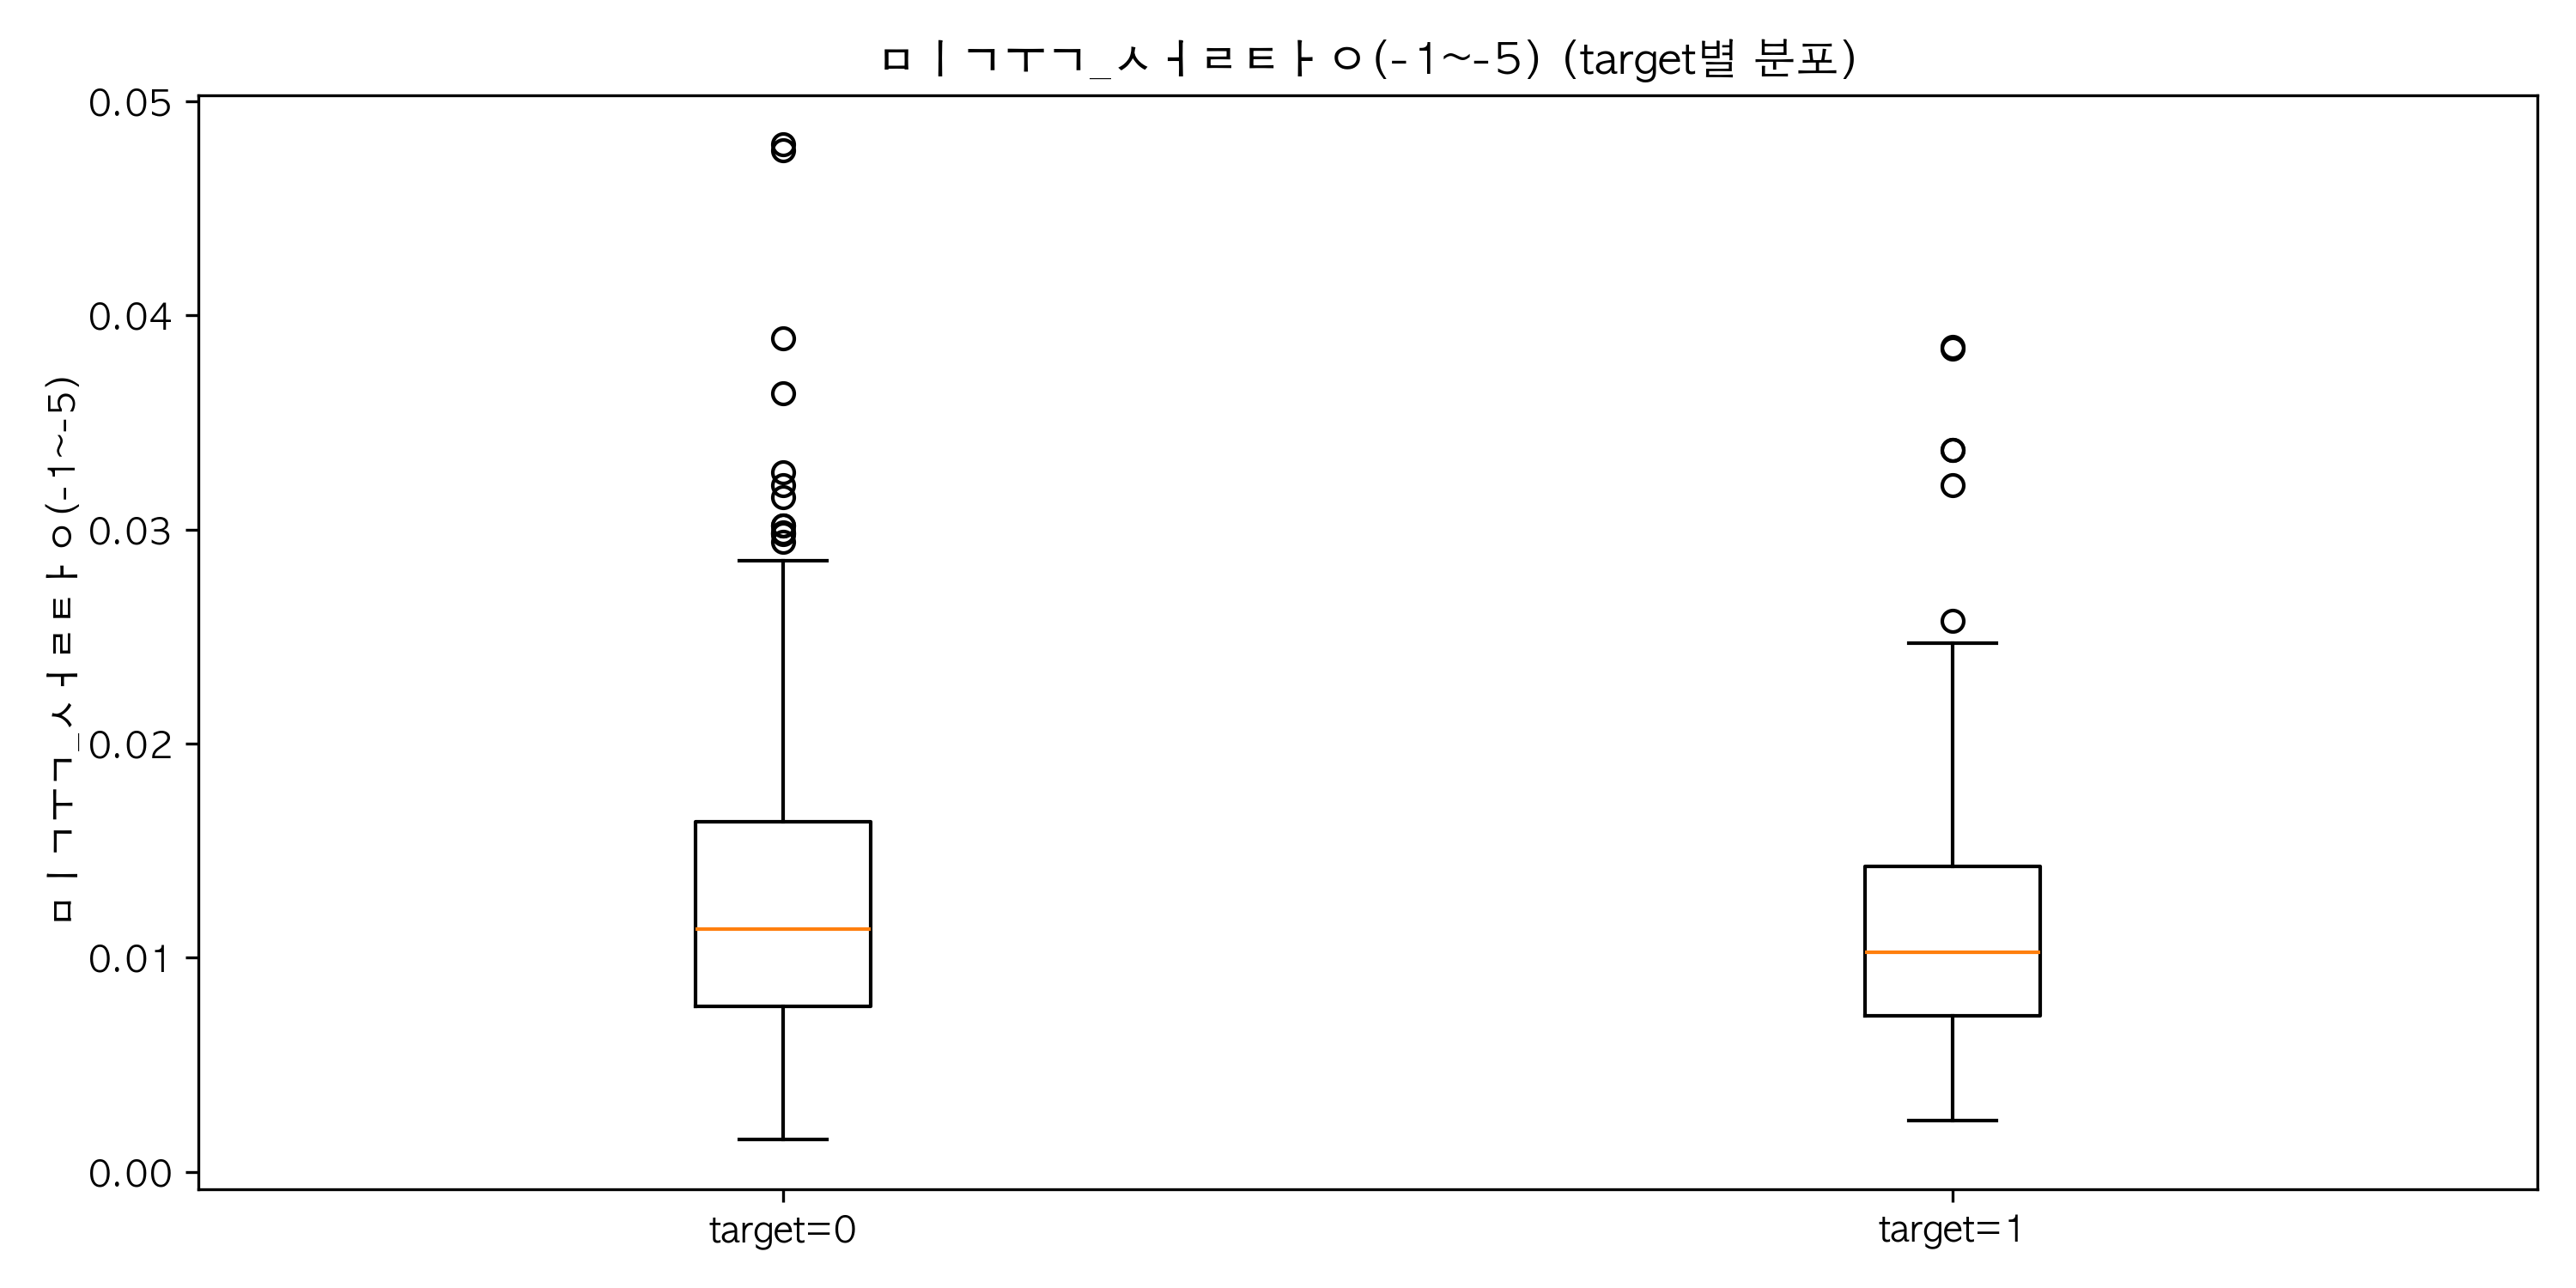 ㅁㅣㄱㅜㄱ_ㅅㅓㄹㅌㅏㅇ(-1~-5) (target별 분포)
ㅁㅣㄱㅜㄱ_ㅅㅓㄹㅌㅏㅇ(-1~-5)
0.05
0.04
0.03
0.02
0.01
0.00
target=0
target=1